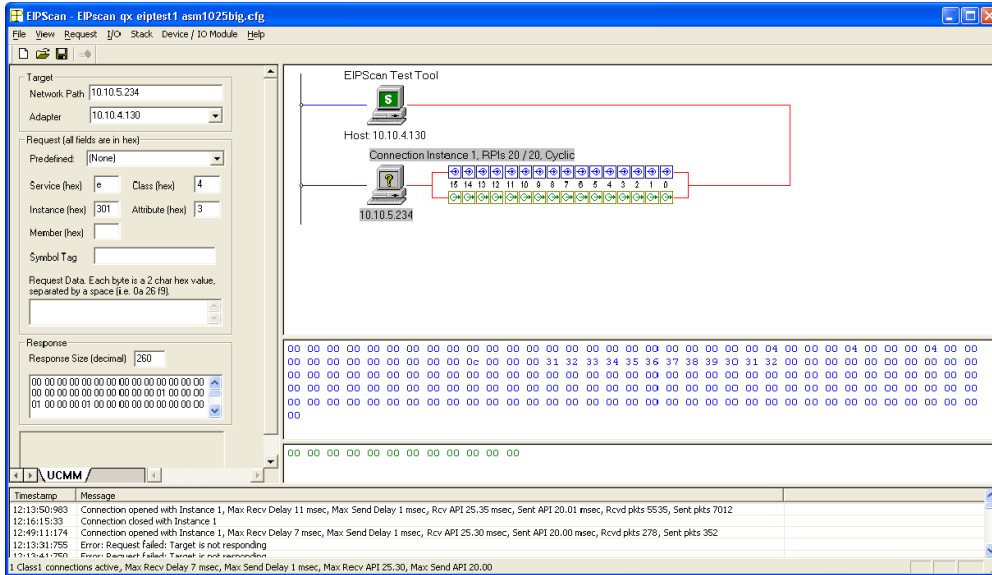 EIPScan - EIPscan qx eiptest1 asm1025big.cfg
File View Request I/O Stack Device / IO Module Help
Target
Network Path 10.10.5.234
Adapter 10.10.4.130
Request (all fields are in hex)
Predefined: (None)
Service (hex) e Class (hex) 4
Instance (hex) 301 Attribute (hex) 3
Member (hex)
Symbol Tag
Request Data. Each byte is a 2 char hex value,
separated by a space (i.e. 0a 26 f9).
Response
Response Size (decimal) 260
00 00 00 00 00 00 00 00 00 00 00 00 00 00
00 00 00 00 00 00 00 00 00 00 01 00 00 00
01 00 00 00 01 00 00 00 00 00 00 00 00 00
UCMM
EIPScan Test Tool
S
Host: 10.10.4.130
Connection Instance 1, RPIs 20 / 20, Cyclic
?
15 14 13 12 11 10 9 8 7 6 5 4 3 2 1 0
10.10.5.234
00 00 00 00 00 00 00 00 00 00 00 00 00 00 00 00 00 00 00 00 00 00 00 00 04 00 00 00 04 00 00 00 04 00 00
00 00 00 00 00 00 00 00 00 0c 00 00 00 31 32 33 34 35 36 37 38 39 30 31 32 00 00 00 00 00 00 00 00 00 00
00 00 00 00 00 00 00 00 00 00 00 00 00 00 00 00 00 00 00 00 00 00 00 00 00 00 00 00 00 00 00 00 00 00 00
00 00 00 00 00 00 00 00 00 00 00 00 00 00 00 00 00 00 00 00 00 00 00 00 00 00 00 00 00 00 00 00 00 00 00
00 00 00 00 00 00 00 00 00 00 00 00 00 00 00 00 00 00 00 00 00 00 00 00 00 00 00 00 00 00 00 00 00 00 00
00
00 00 00 00 00 00 00 00 00 00 00 00
Timestamp Message
12:13:50:983 Connection opened with Instance 1, Max Recv Delay 11 msec, Max Send Delay 1 msec, Rcv API 25.35 msec, Sent API 20.01 msec, Rcvd pkts 5535, Sent pkts 7012
12:16:15:33 Connection closed with Instance 1
12:49:11:174 Connection opened with Instance 1, Max Recv Delay 7 msec, Max Send Delay 1 msec, Rcv API 25.30 msec, Sent API 20.00 msec, Rcvd pkts 278, Sent pkts 352
12:13:31:755 Error: Request failed: Target is not responding
12:13:41:750 Error: Request failed: Target is not responding
1 Class1 connections active, Max Recv Delay 7 msec, Max Send Delay 1 msec, Max Recv API 25.30, Max Send API 20.00